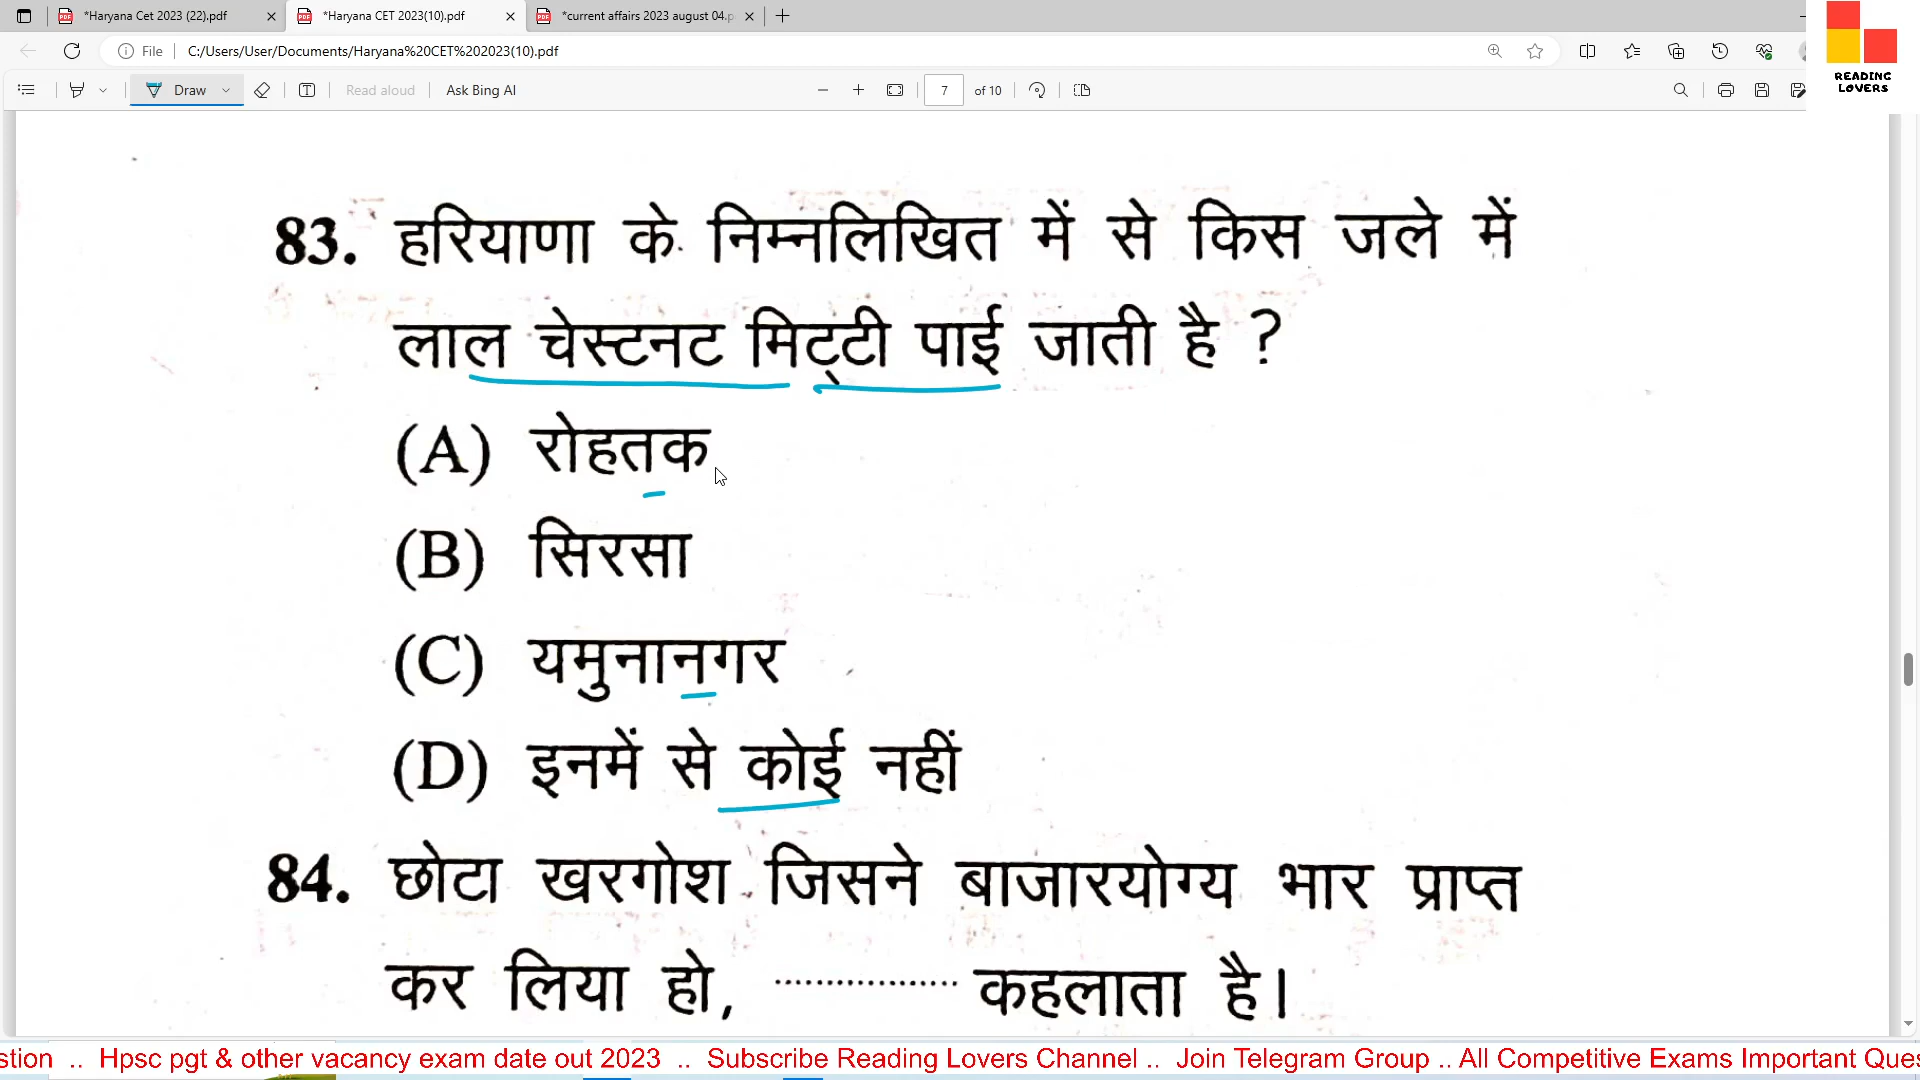 *Haryana Cet 2023 (22).pdf
*Haryana CET 2023(10).pdf
*current affairs 2023 august 04.p
File
C:/Users/User/Documents/Haryana%20CET%202023(10).pdf
Draw
Read aloud
Ask Bing AI
7
of 10
READING
LOVERS
83. हरियाणा के निम्नलिखित में से किस जले में
लाल चेस्टनट मिट्टी पाई जाती है ?
(A) रोहतक
(B) सिरसा
(C) यमुनानगर
(D) इनमें से कोई नहीं
84. छोटा खरगोश जिसने बाजारयोग्य भार प्राप्त
कर लिया हो, ................. कहलाता है।
stion .. Hpsc pgt & other vacancy exam date out 2023 .. Subscribe Reading Lovers Channel .. Join Telegram Group .. All Competitive Exams Important Ques